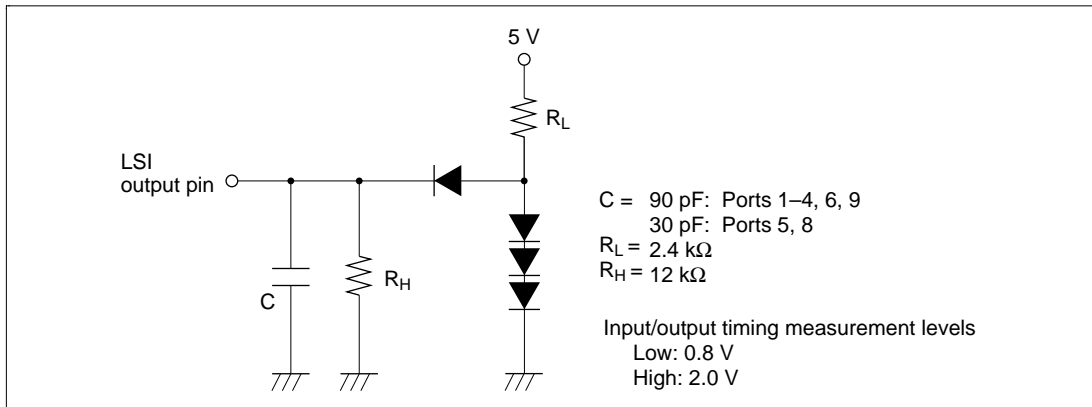 5 V
R_L
LSI
output pin
C
R_H
C = 90 pF: Ports 1–4, 6, 9
30 pF: Ports 5, 8
R_L = 2.4 kΩ
R_H = 12 kΩ
Input/output timing measurement levels
Low: 0.8 V
High: 2.0 V